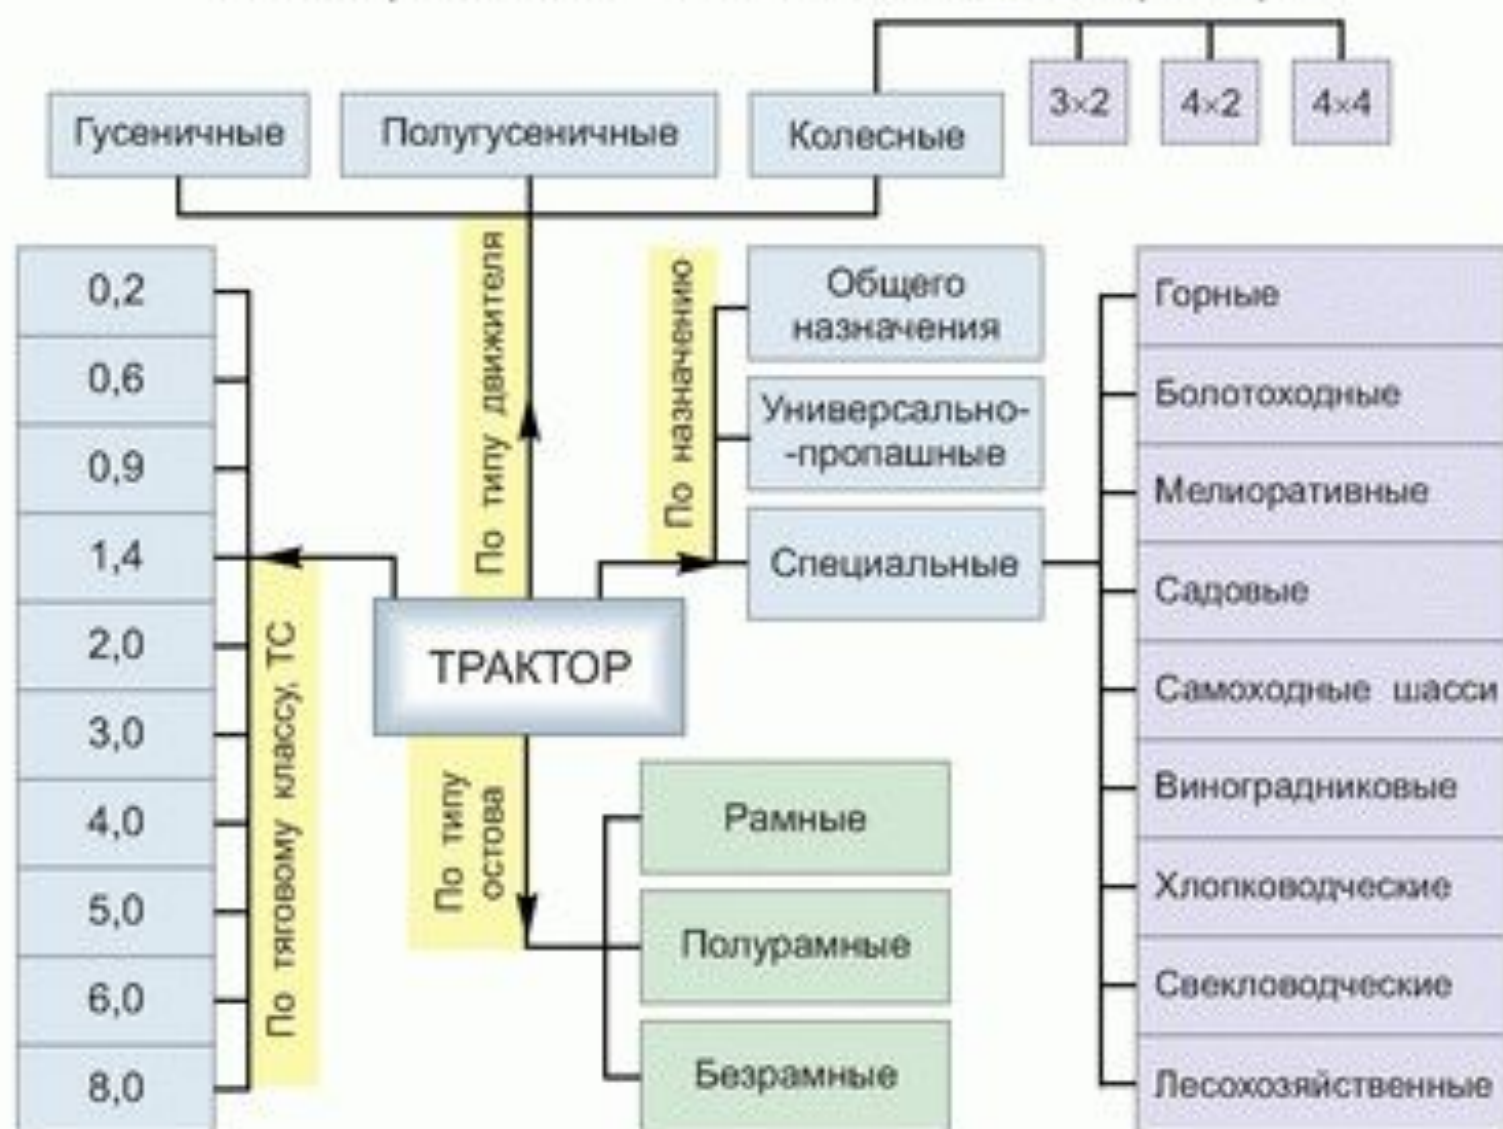 3×2
4×2
4×4
Гусеничные
Полугусеничные
Колесные
0,2
0,6
0,9
1,4
2,0
3,0
4,0
5,0
6,0
8,0
По тяговому классу, ТС
По типу движителя
По назначению
Общего
назначения
Универсально-
-пропашные
Специальные
Горные
Болотоходные
Мелиоративные
Садовые
Самоходные шасси
Виноградниковые
Хлопководческие
Свекловодческие
Лесохозяйственные
ТРАКТОР
По типу
остова
Рамные
Полурамные
Безрамные